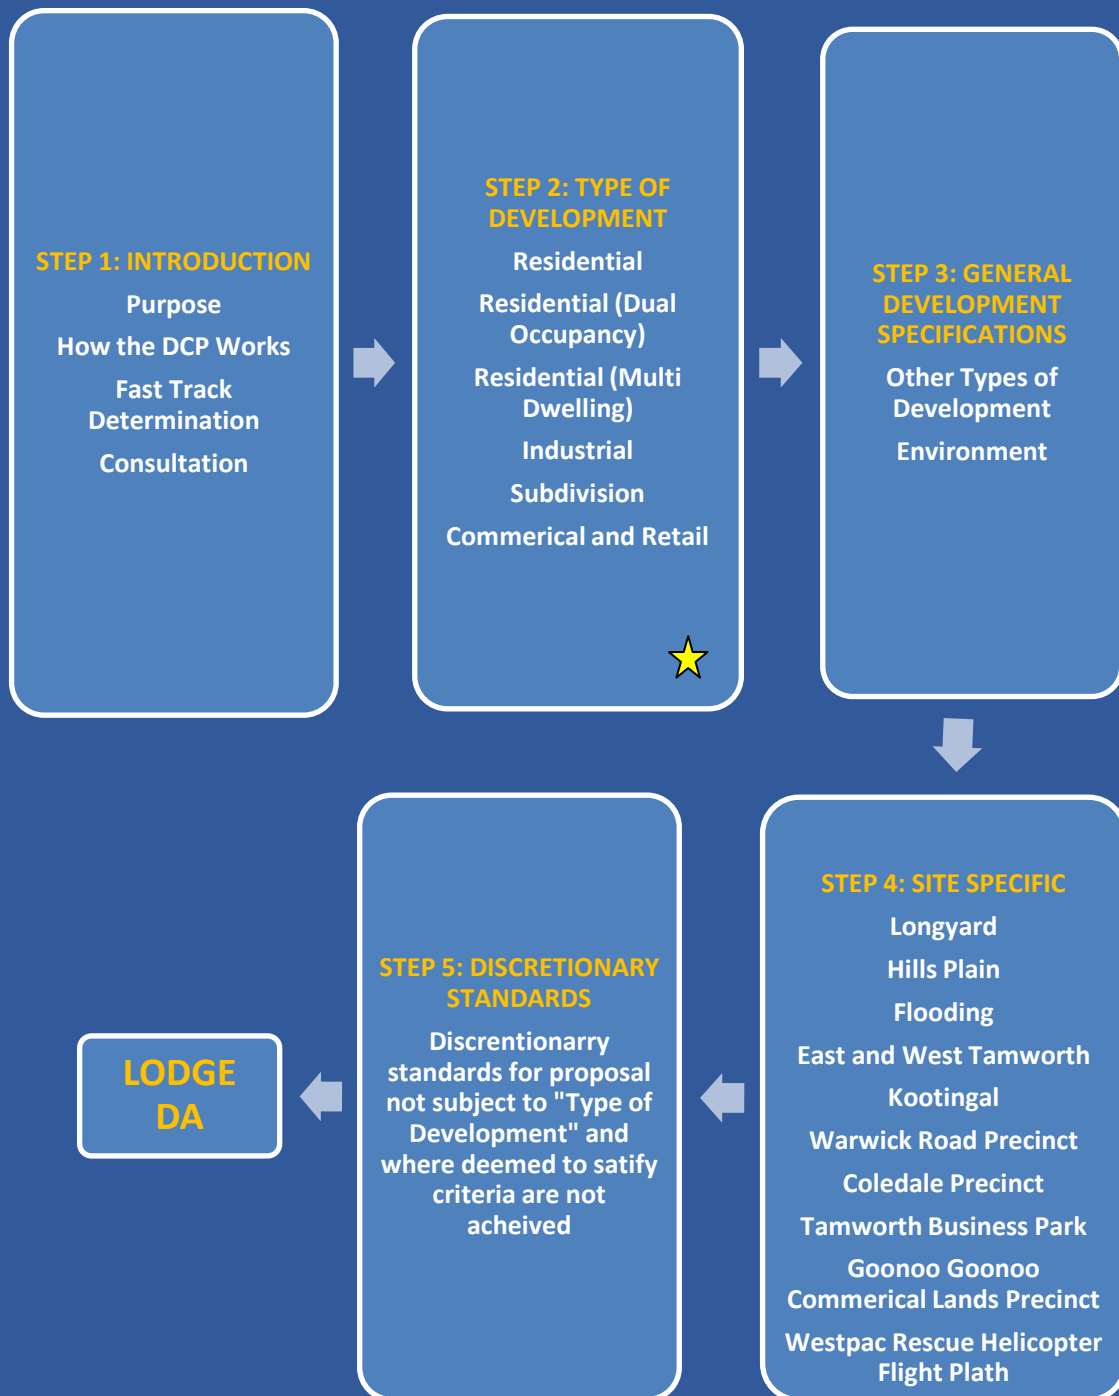 STEP 1: INTRODUCTION
Purpose
How the DCP Works
Fast Track
Determination
Consultation
STEP 2: TYPE OF
DEVELOPMENT
Residential
Residential (Dual
Occupancy)
Residential (Multi
Dwelling)
Industrial
Subdivision
Commerical and Retail
STEP 3: GENERAL
DEVELOPMENT
SPECIFICATIONS
Other Types of
Development
Environment
STEP 4: SITE SPECIFIC
Longyard
Hills Plain
Flooding
East and West Tamworth
Kootingal
Warwick Road Precinct
Coledale Precinct
Tamworth Business Park
Goonoo Goonoo
Commerical Lands Precinct
Westpac Rescue Helicopter
Flight Plath
STEP 5: DISCRETIONARY
STANDARDS
Discrentionarry
standards for proposal
not subject to "Type of
Development" and
where deemed to satify
criteria are not
acheived
LODGE
DA